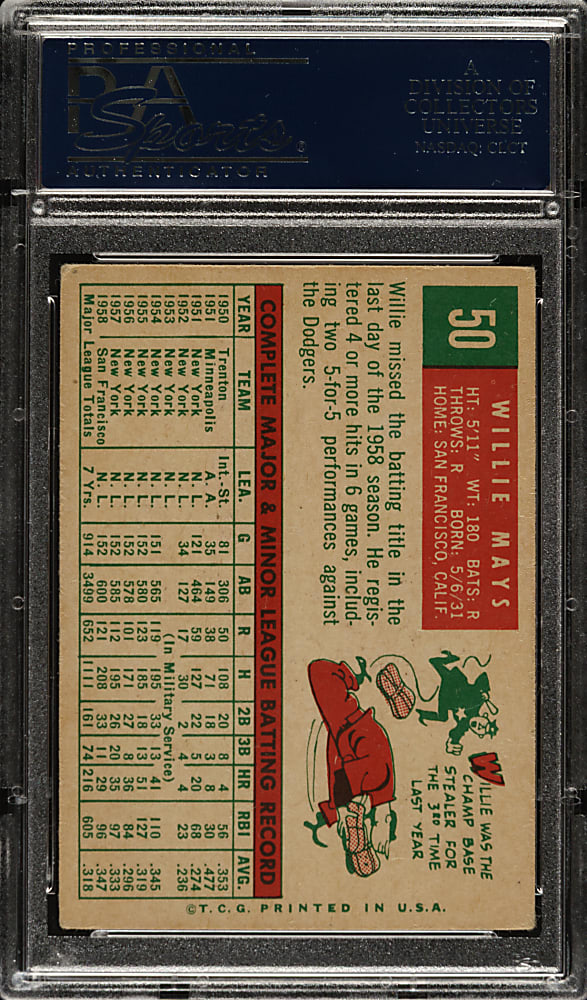 PROFESSIONAL
PSA
Sports
AUTHENTICATOR
A
DIVISION OF
COLLECTORS
UNIVERSE
NASDAQ: CLCT
50
WILLIE MAYS
HT: 5'11" WT: 180 BATS: R
THROWS: R BORN: 5/6/31
HOME: SAN FRANCISCO, CALIF.
Willie missed the batting title in the
last day of the 1958 season. He regis-
tered 4 or more hits in 6 games, includ-
ing two 5-for-5 performances against
the Dodgers.
WILLIE WAS THE
CHAMP BASE
STEALER FOR
THE 3RD TIME
LAST YEAR
COMPLETE MAJOR & MINOR LEAGUE BATTING RECORD
YEAR TEAM LEA. G AB R H 2B 3B HR RBI AVG.
1950 Trenton Int.-St. 81 306 50 108 20 8 4 56 .353
1951 Minneapolis A. A. 35 149 38 71 18 3 8 30 .477
1951 New York N. L. 121 464 59 127 22 5 20 68 .274
1952 New York N. L. 34 127 17 30 2 4 4 23 .236
1953 New York N. L. (In Military Service)
1954 New York N. L. 151 565 119 195 33 13 41 110 .345
1955 New York N. L. 152 580 123 185 18 13 51 127 .319
1956 New York N. L. 152 578 101 171 27 8 36 84 .296
1957 New York N. L. 152 585 112 195 26 20 35 97 .333
1958 San Francisco N. L. 152 600 121 208 33 11 29 96 .347
Major League Totals 7 Yrs. 914 3499 652 1111 161 74 216 605 .318
©T.C.G. PRINTED IN U.S.A.